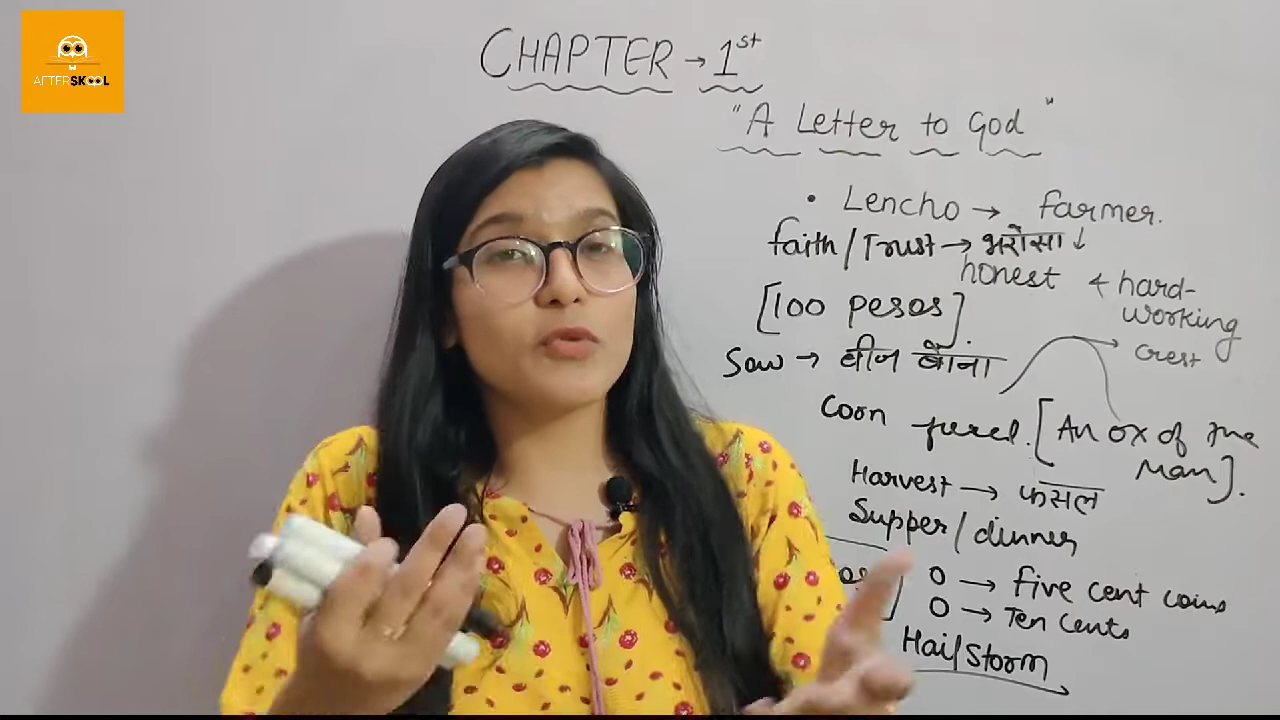 AFTERSKOOL
CHAPTER → 1st
"A Letter to God"
• Lencho → farmer.
faith/Trust → भरोसा ↓
honest & hard-
working
[100 pesos].
crest
Sow → बीज बोना
Corn field. [An ox of the
Man].
Harvest → फसल
Supper/dinner
0 → five cent coins
0 → Ten cents
HailStorm